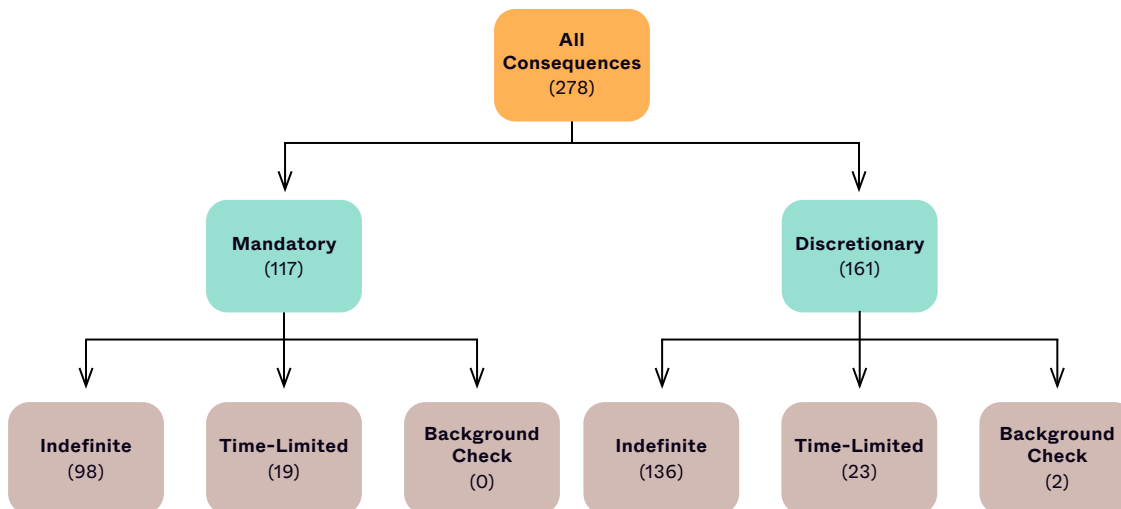 All
Consequences
(278)
Mandatory
(117)
Discretionary
(161)
Indefinite
(98)
Time-Limited
(19)
Background
Check
(0)
Indefinite
(136)
Time-Limited
(23)
Background
Check
(2)